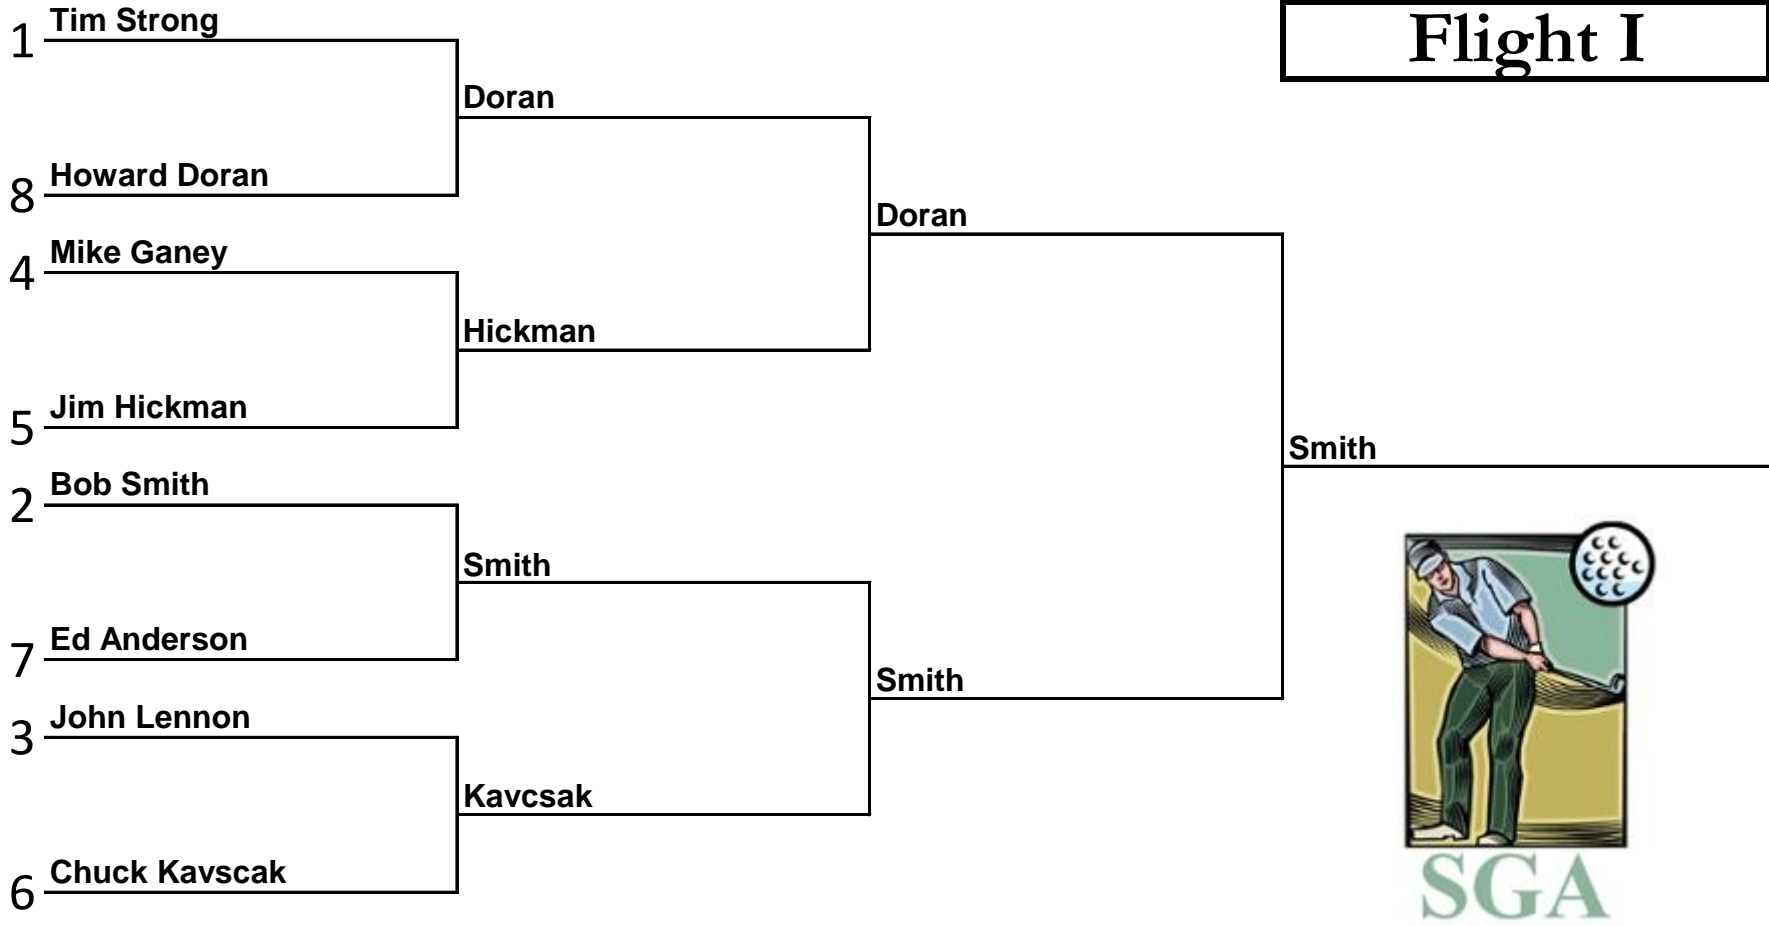 Flight I
1 Tim Strong
Doran
8 Howard Doran
Doran
4 Mike Ganey
Hickman
5 Jim Hickman
Smith
2 Bob Smith
Smith
7 Ed Anderson
Smith
3 John Lennon
Kavcsak
6 Chuck Kavscak
SGA